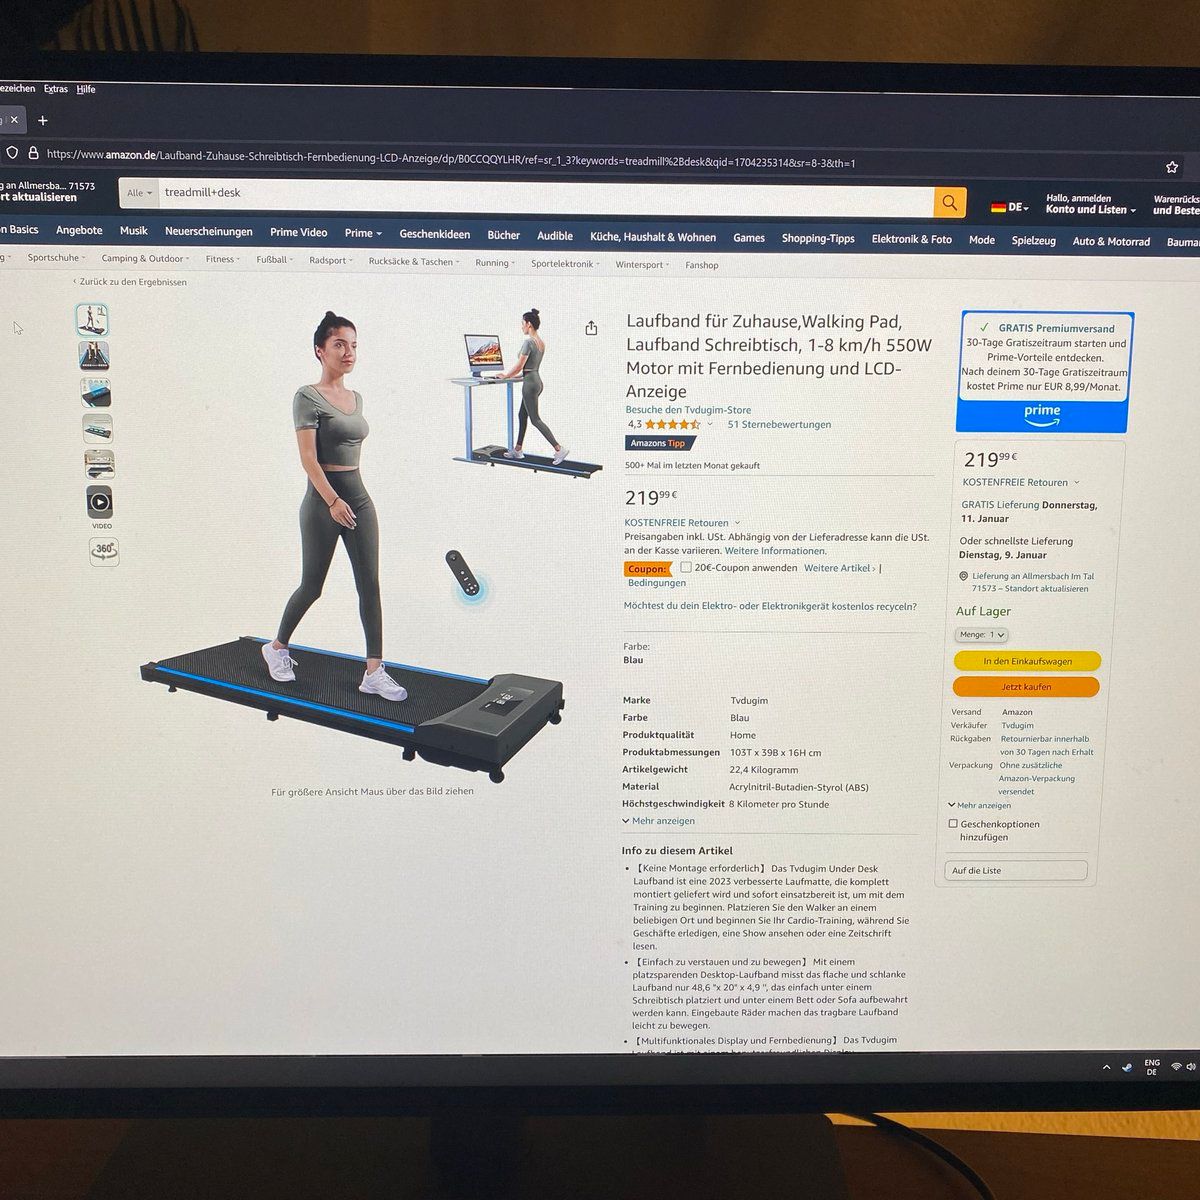 ezeichen Extras Hilfe
https://www.amazon.de/Laufband-Zuhause-Schreibtisch-Fernbedienung-LCD-Anzeige/dp/B0CCQQYLHR/ref=sr_1_3?keywords=treadmill%2Bdesk&qid=1704235314&sr=8-3&th=1
g an Allmersba... 71573
rt aktualisieren
Alle
treadmill+desk
DE
Hallo, anmelden
Konto und Listen
Warenrücks
und Beste
n Basics Angebote Musik Neuerscheinungen Prime Video Prime Geschenkideen Bücher Audible Küche, Haushalt & Wohnen Games Shopping-Tipps Elektronik & Foto Mode Spielzeug Auto & Motorrad Bauma
g Sportschuhe Camping & Outdoor Fitness Fußball Radsport Rucksäcke & Taschen Running Sportelektronik Wintersport Fanshop
‹ Zurück zu den Ergebnissen
VIDEO
360°
Für größere Ansicht Maus über das Bild ziehen
Laufband für Zuhause,Walking Pad,
Laufband Schreibtisch, 1-8 km/h 550W
Motor mit Fernbedienung und LCD-
Anzeige
Besuche den Tvdugim-Store
4,3 51 Sternebewertungen
Amazons Tipp
500+ Mal im letzten Monat gekauft
219,99 €
KOSTENFREIE Retouren
Preisangaben inkl. USt. Abhängig von der Lieferadresse kann die USt.
an der Kasse variieren. Weitere Informationen.
Coupon: 20€-Coupon anwenden Weitere Artikel › |
Bedingungen
Möchtest du dein Elektro- oder Elektronikgerät kostenlos recyceln?
Farbe:
Blau
Marke Tvdugim
Farbe Blau
Produktqualität Home
Produktabmessungen 103T x 39B x 16H cm
Artikelgewicht 22,4 Kilogramm
Material Acrylnitril-Butadien-Styrol (ABS)
Höchstgeschwindigkeit 8 Kilometer pro Stunde
Mehr anzeigen
Info zu diesem Artikel
• 【Keine Montage erforderlich】 Das Tvdugim Under Desk
Laufband ist eine 2023 verbesserte Laufmatte, die komplett
montiert geliefert wird und sofort einsatzbereit ist, um mit dem
Training zu beginnen. Platzieren Sie den Walker an einem
beliebigen Ort und beginnen Sie Ihr Cardio-Training, während Sie
Geschäfte erledigen, eine Show ansehen oder eine Zeitschrift
lesen.
• 【Einfach zu verstauen und zu bewegen】 Mit einem
platzsparenden Desktop-Laufband misst das flache und schlanke
Laufband nur 48,6 "x 20" x 4,9 ", das einfach unter einem
Schreibtisch platziert und unter einem Bett oder Sofa aufbewahrt
werden kann. Eingebaute Räder machen das tragbare Laufband
leicht zu bewegen.
• 【Multifunktionales Display und Fernbedienung】 Das Tvdugim
GRATIS Premiumversand
30-Tage Gratiszeitraum starten und
Prime-Vorteile entdecken.
Nach deinem 30-Tage Gratiszeitraum
kostet Prime nur EUR 8,99/Monat.
prime
219,99 €
KOSTENFREIE Retouren
GRATIS Lieferung Donnerstag,
11. Januar
Oder schnellste Lieferung
Dienstag, 9. Januar
Lieferung an Allmersbach Im Tal
71573 – Standort aktualisieren
Auf Lager
Menge: 1
In den Einkaufswagen
Jetzt kaufen
Versand Amazon
Verkäufer Tvdugim
Rückgaben Retournierbar innerhalb
von 30 Tagen nach Erhalt
Verpackung Ohne zusätzliche
Amazon-Verpackung
versendet
Mehr anzeigen
Geschenkoptionen
hinzufügen
Auf die Liste
ENG
DE